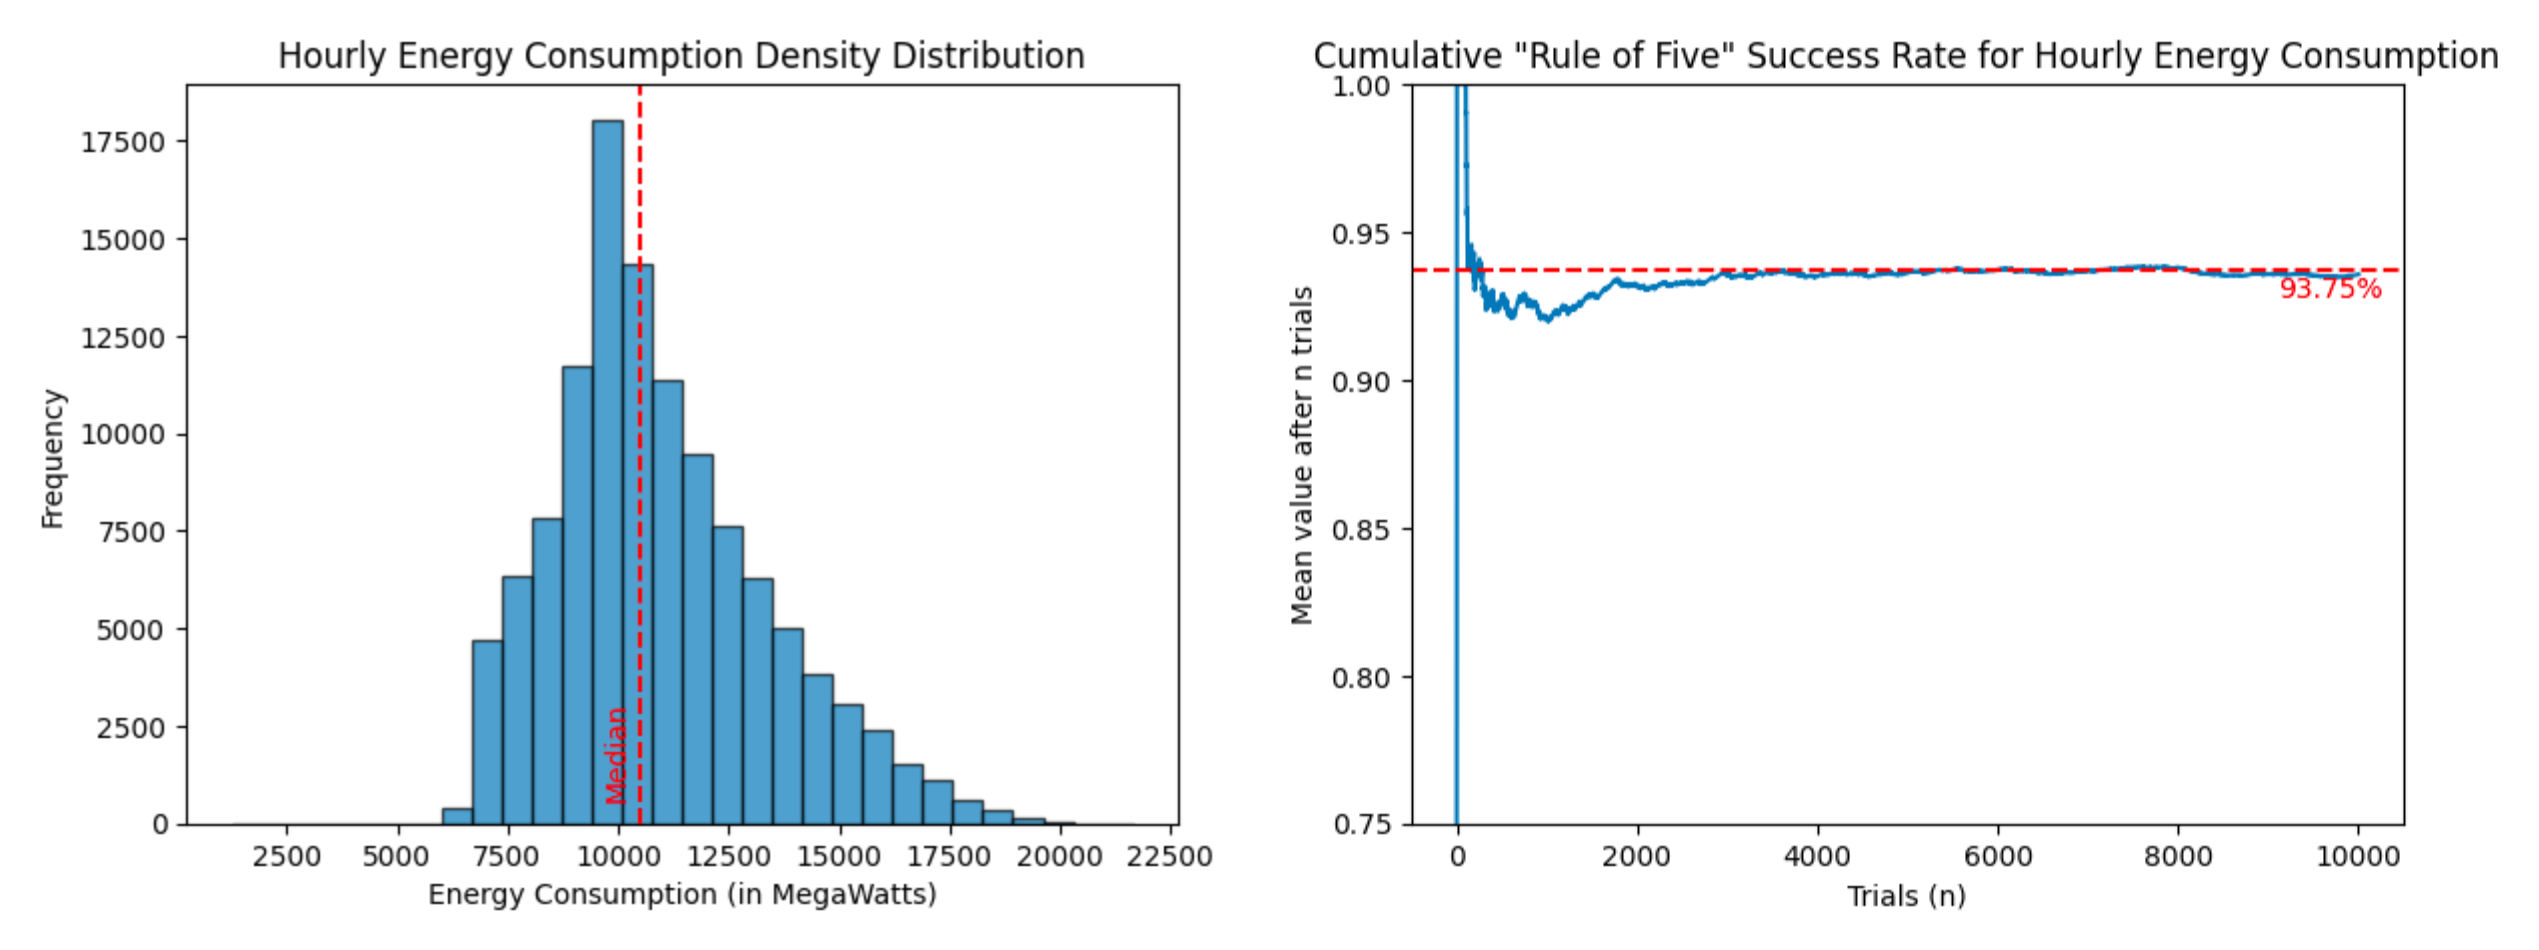 Hourly Energy Consumption Density Distribution
17500
15000
12500
10000
7500
5000
2500
0
Frequency
Median
2500 5000 7500 10000 12500 15000 17500 20000 22500
Energy Consumption (in MegaWatts)
Cumulative "Rule of Five" Success Rate for Hourly Energy Consumption
1.00
0.95
0.90
0.85
0.80
0.75
Mean value after n trials
93.75%
0 2000 4000 6000 8000 10000
Trials (n)